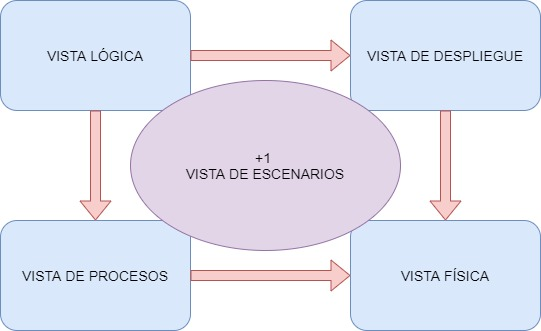 VISTA LÓGICA
VISTA DE DESPLIEGUE
+1
VISTA DE ESCENARIOS
VISTA DE PROCESOS
VISTA FÍSICA